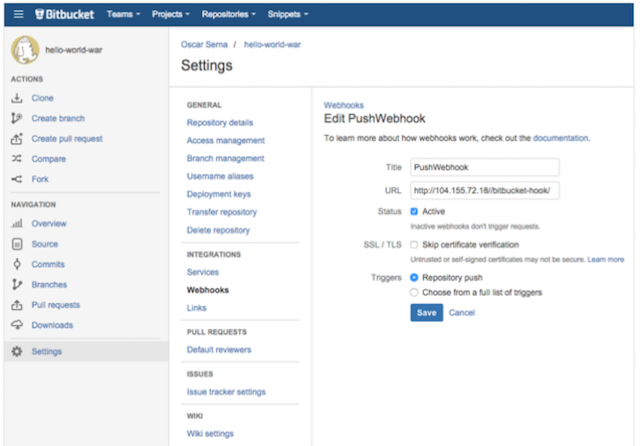 Bitbucket Teams Projects Repositories Snippets
hello-world-war
ACTIONS
Clone
Create branch
Create pull request
Compare
Fork
NAVIGATION
Overview
Source
Commits
Branches
Pull requests
Downloads
Settings
Oscar Serna / hello-world-war
Settings
GENERAL
Repository details
Access management
Branch management
Username aliases
Deployment keys
Transfer repository
Delete repository
INTEGRATIONS
Services
Webhooks
Links
PULL REQUESTS
Default reviewers
ISSUES
Issue tracker settings
WIKI
Wiki settings
Webhooks
Edit PushWebhook
To learn more about how webhooks work, check out the documentation.
Title PushWebhook
URL http://104.155.72.18//bitbucket-hook/
Status Active
Inactive webhooks don't trigger requests.
SSL / TLS Skip certificate verification
Untrusted or self-signed certificates may not be secure. Learn more
Triggers Repository push
Choose from a full list of triggers
Save Cancel